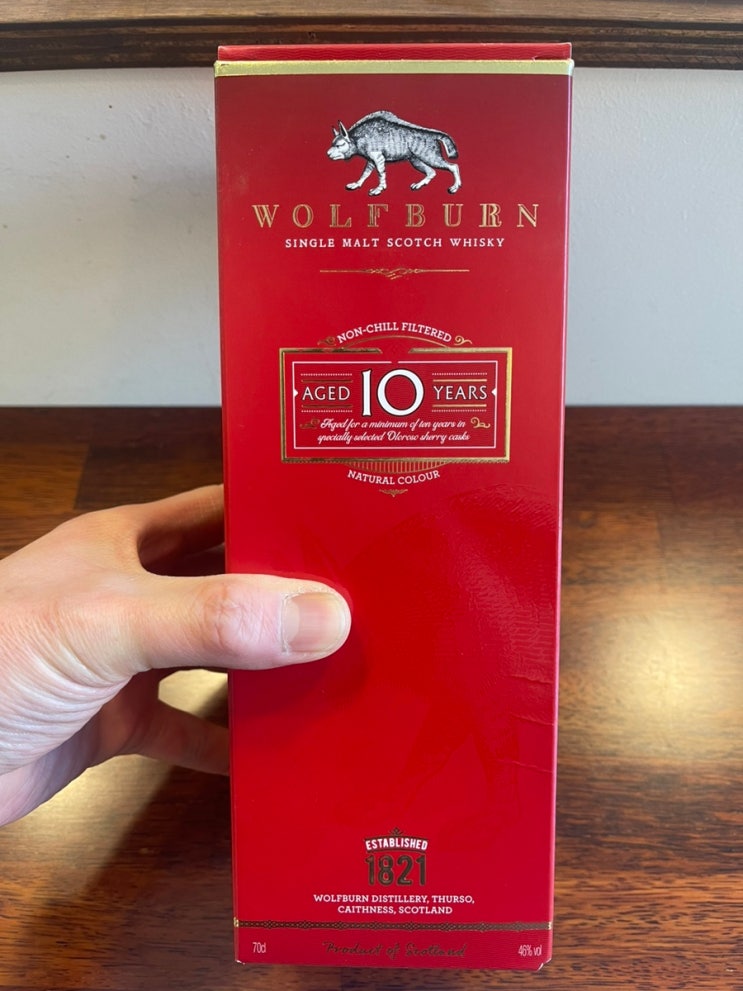 WOLFBURN
SINGLE MALT SCOTCH WHISKY
NON-CHILL FILTERED
AGED 10 YEARS
Aged for a minimum of ten years in
specially selected Oloroso sherry casks
NATURAL COLOUR
ESTABLISHED
1821
WOLFBURN DISTILLERY, THURSO,
CAITHNESS, SCOTLAND
70cl Product of Scotland 46% vol